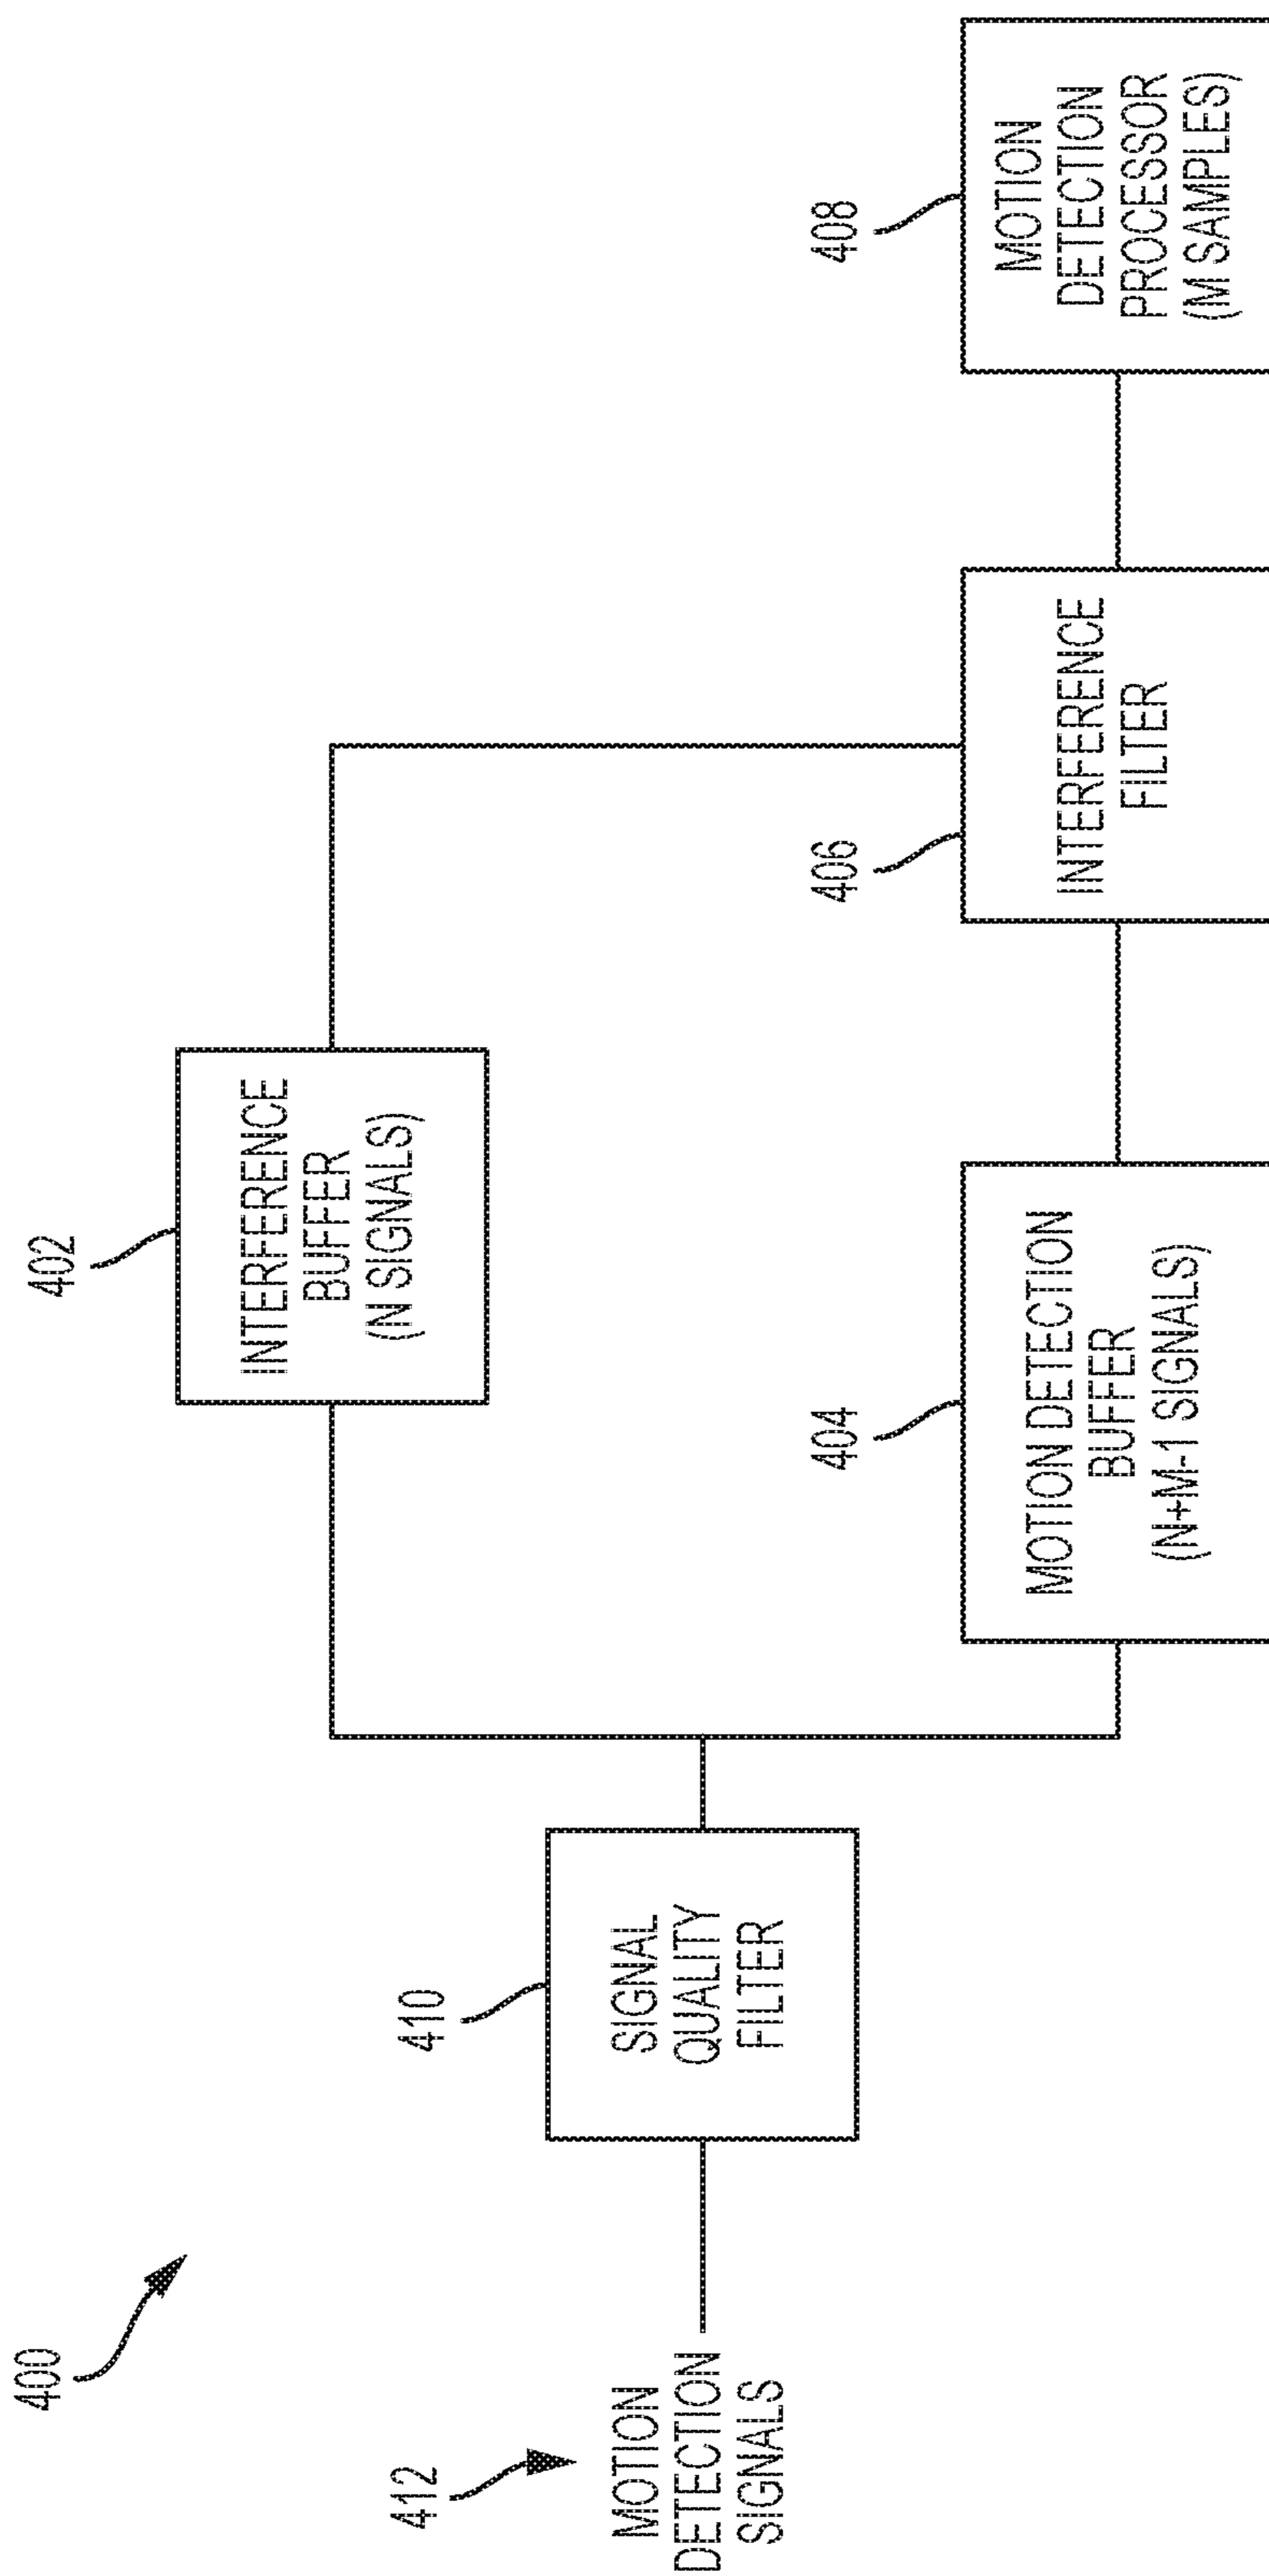 400
412
MOTION
DETECTION
SIGNALS
410
SIGNAL
QUALITY
FILTER
402
INTERFERENCE
BUFFER
(N SIGNALS)
404
MOTION DETECTION
BUFFER
(N+M-1 SIGNALS)
406
INTERFERENCE
FILTER
408
MOTION
DETECTION
PROCESSOR
(M SAMPLES)